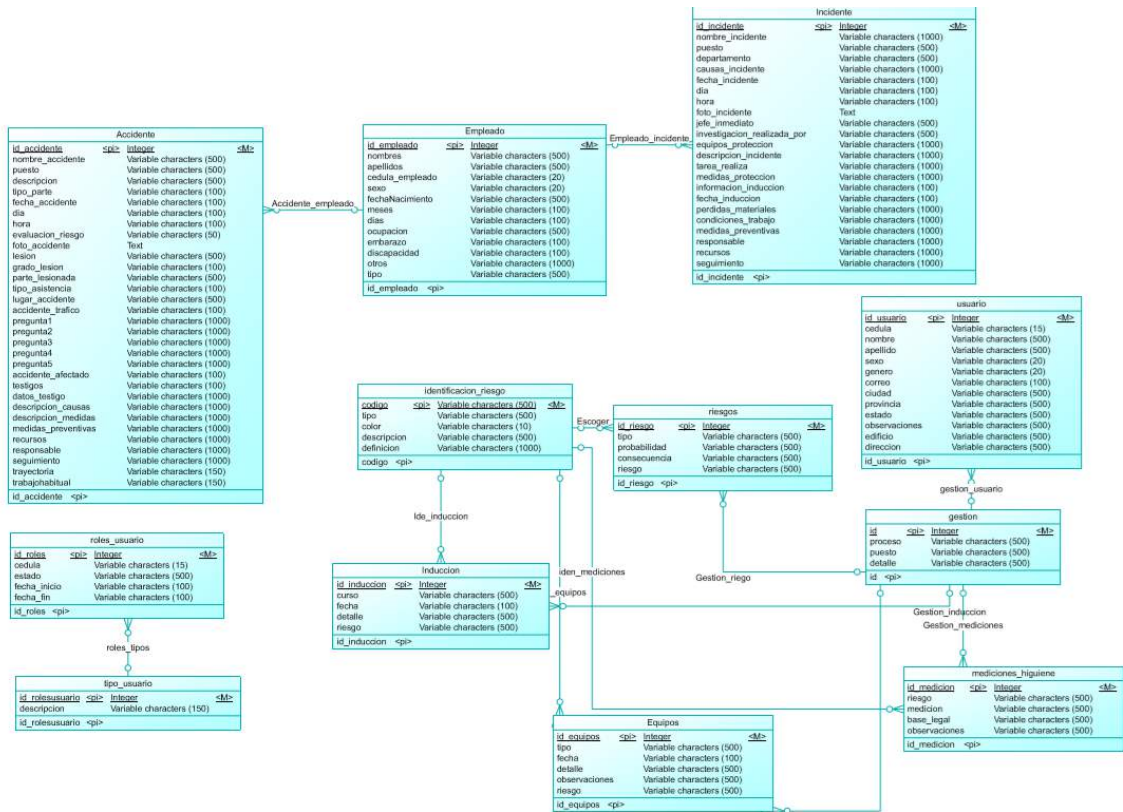 Incidente
id_incidente <pi> Integer <M>
nombre_incidente Variable characters (1000)
puesto Variable characters (500)
departamento Variable characters (500)
causas_incidente Variable characters (1000)
fecha_incidente Variable characters (100)
dia Variable characters (100)
hora Variable characters (100)
foto_incidente Text
jefe_inmediato Variable characters (500)
investigacion_realizada_por Variable characters (500)
equipos_proteccion Variable characters (1000)
descripcion_incidente Variable characters (1000)
tarea_realiza Variable characters (1000)
medidas_proteccion Variable characters (1000)
informacion_induccion Variable characters (100)
fecha_induccion Variable characters (100)
perdidas_materiales Variable characters (1000)
condiciones_trabajo Variable characters (1000)
medidas_preventivas Variable characters (1000)
responsable Variable characters (1000)
recursos Variable characters (1000)
seguimiento Variable characters (1000)
id_incidente <pi>
Accidente
id_accidente <pi> Integer <M>
nombre_accidente Variable characters (500)
puesto Variable characters (500)
descripcion Variable characters (500)
tipo_parte Variable characters (100)
fecha_accidente Variable characters (100)
dia Variable characters (100)
hora Variable characters (100)
evaluacion_riesgo Variable characters (50)
foto_accidente Text
lesion Variable characters (500)
grado_lesion Variable characters (100)
parte_lesionada Variable characters (500)
tipo_asistencia Variable characters (100)
lugar_accidente Variable characters (500)
accidente_trafico Variable characters (100)
pregunta1 Variable characters (1000)
pregunta2 Variable characters (1000)
pregunta3 Variable characters (1000)
pregunta4 Variable characters (1000)
pregunta5 Variable characters (1000)
accidente_afectado Variable characters (100)
testigos Variable characters (100)
datos_testigo Variable characters (1000)
descripcion_causas Variable characters (1000)
descripcion_medidas Variable characters (1000)
medidas_preventivas Variable characters (1000)
recursos Variable characters (1000)
responsable Variable characters (1000)
seguimiento Variable characters (1000)
trayectoria Variable characters (150)
trabajohabitual Variable characters (150)
id_accidente <pi>
Accidente_empleado
Empleado
id_empleado <pi> Integer <M>
nombres Variable characters (500)
apellidos Variable characters (500)
cedula_empleado Variable characters (20)
sexo Variable characters (20)
fechaNacimiento Variable characters (500)
meses Variable characters (100)
dias Variable characters (100)
ocupacion Variable characters (500)
embarazo Variable characters (100)
discapacidad Variable characters (100)
otros Variable characters (1000)
tipo Variable characters (500)
id_empleado <pi>
Empleado_incidente
usuario
id_usuario <pi> Integer <M>
cedula Variable characters (15)
nombre Variable characters (500)
apellido Variable characters (500)
sexo Variable characters (20)
genero Variable characters (20)
correo Variable characters (100)
ciudad Variable characters (500)
provincia Variable characters (500)
estado Variable characters (500)
observaciones Variable characters (500)
edificio Variable characters (500)
direccion Variable characters (500)
id_usuario <pi>
gestion_usuario
identificacion_riesgo
codigo <pi> Variable characters (500) <M>
tipo Variable characters (500)
color Variable characters (10)
descripcion Variable characters (500)
definicion Variable characters (1000)
codigo <pi>
Escoger
riesgos
id_riesgo <pi> Integer <M>
tipo Variable characters (500)
probabilidad Variable characters (500)
consecuencia Variable characters (500)
riesgo Variable characters (500)
id_riesgo <pi>
gestion
id <pi> Integer <M>
proceso Variable characters (500)
puesto Variable characters (500)
detalle Variable characters (500)
id <pi>
Ide_induccion
roles_usuario
id_roles <pi> Integer <M>
cedula Variable characters (15)
estado Variable characters (500)
fecha_inicio Variable characters (100)
fecha_fin Variable characters (100)
id_roles <pi>
roles_tipos
tipo_usuario
id_rolesusuario <pi> Integer <M>
descripcion Variable characters (150)
id_rolesusuario <pi>
Induccion
id_induccion <pi> Integer <M>
curso Variable characters (500)
fecha Variable characters (100)
detalle Variable characters (500)
riesgo Variable characters (500)
id_induccion <pi>
iden_mediciones
_equipos
Gestion_riego
Gestion_induccion
Gestion_mediciones
mediciones_higuiene
id_medicion <pi> Integer <M>
riesgo Variable characters (500)
medicion Variable characters (500)
base_legal Variable characters (500)
observaciones Variable characters (500)
id_medicion <pi>
Equipos
id_equipos <pi> Integer <M>
tipo Variable characters (500)
fecha Variable characters (100)
detalle Variable characters (500)
observaciones Variable characters (500)
riesgo Variable characters (500)
id_equipos <pi>